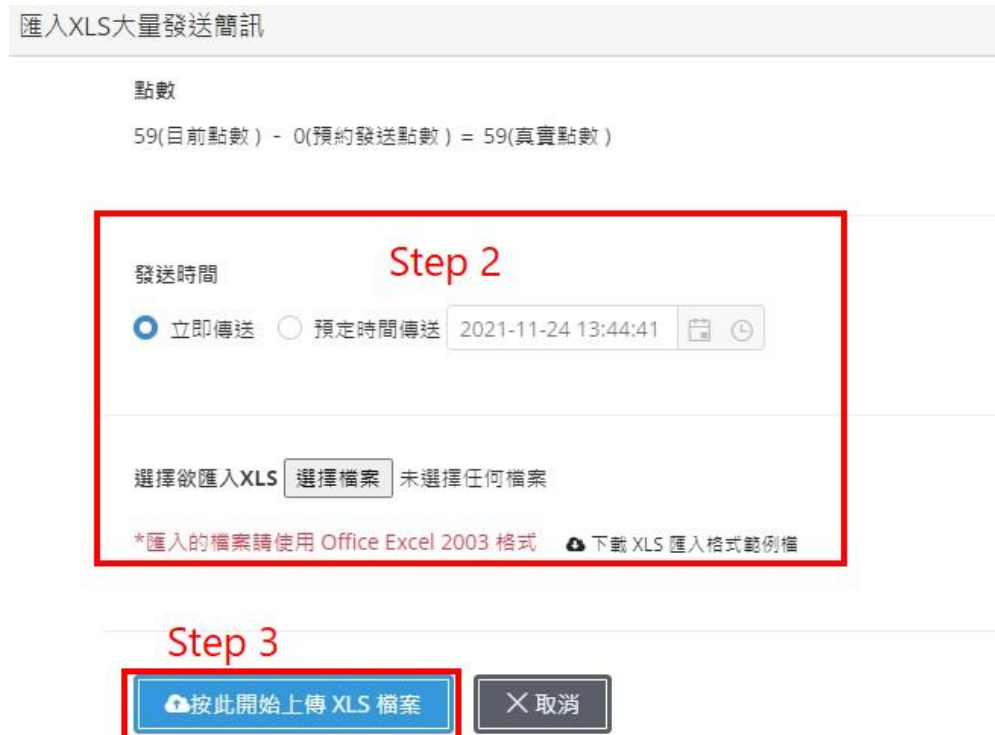 匯入XLS大量發送簡訊
點數
59(目前點數) - 0(預約發送點數) = 59(真實點數)
Step 2
發送時間
立即傳送 預定時間傳送 2021-11-24 13:44:41
選擇欲匯入XLS 選擇檔案 未選擇任何檔案
*匯入的檔案請使用 Office Excel 2003 格式 下載 XLS 匯入格式範例檔
Step 3
按此開始上傳 XLS 檔案 取消